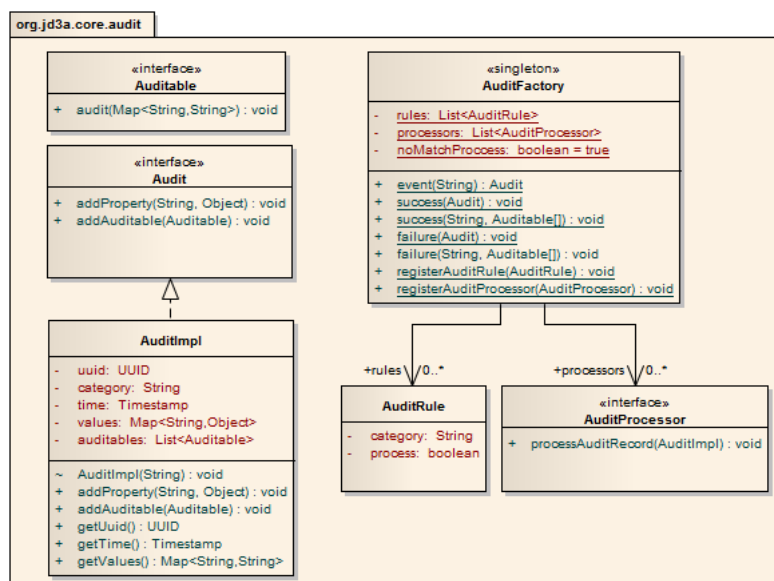 org.jd3a.core.audit
«interface»
Auditable
+ audit(Map<String,String>) : void
«interface»
Audit
+ addProperty(String, Object) : void
+ addAuditable(Auditable) : void
AuditImpl
- uuid: UUID
- category: String
- time: Timestamp
- values: Map<String,Object>
- auditables: List<Auditable>
~ AuditImpl(String) : void
+ addProperty(String, Object) : void
+ addAuditable(Auditable) : void
+ getUuid() : UUID
+ getTime() : Timestamp
+ getValues() : Map<String,String>
«singleton»
AuditFactory
- rules: List<AuditRule>
- processors: List<AuditProcessor>
- noMatchProccess: boolean = true
+ event(String) : Audit
+ success(Audit) : void
+ success(String, Auditable[]) : void
+ failure(Audit) : void
+ failure(String, Auditable[]) : void
+ registerAuditRule(AuditRule) : void
+ registerAuditProcessor(AuditProcessor) : void
+rules 0..*
+processors 0..*
AuditRule
- category: String
- process: boolean
«interface»
AuditProcessor
+ processAuditRecord(AuditImpl) : void